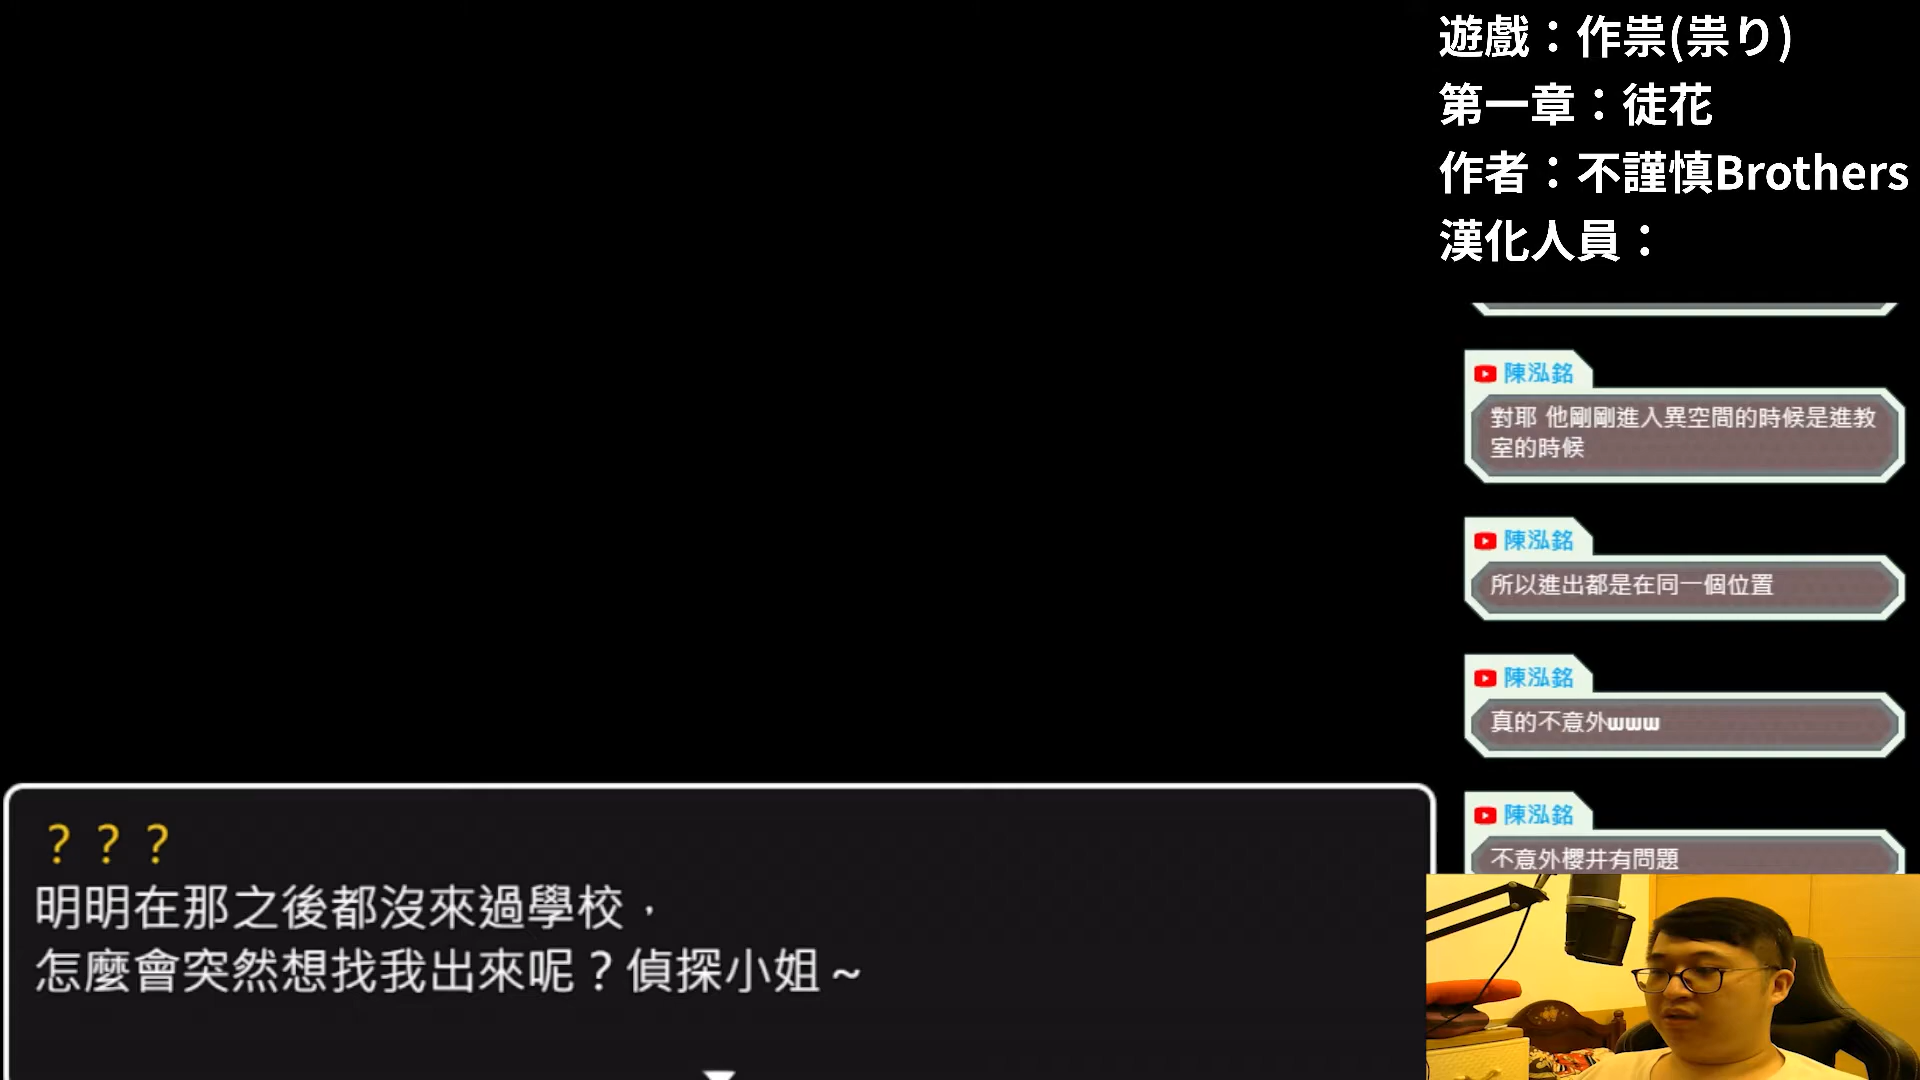 遊戲：作祟(祟り)
第一章：徒花
作者：不謹慎Brothers
漢化人員：
陳泓銘
對耶 他剛剛進入異空間的時候是進教
室的時候
陳泓銘
所以進出都是在同一個位置
陳泓銘
真的不意外www
陳泓銘
不意外櫻井有問題
？？？
明明在那之後都沒來過學校，
怎麼會突然想找我出來呢？偵探小姐～